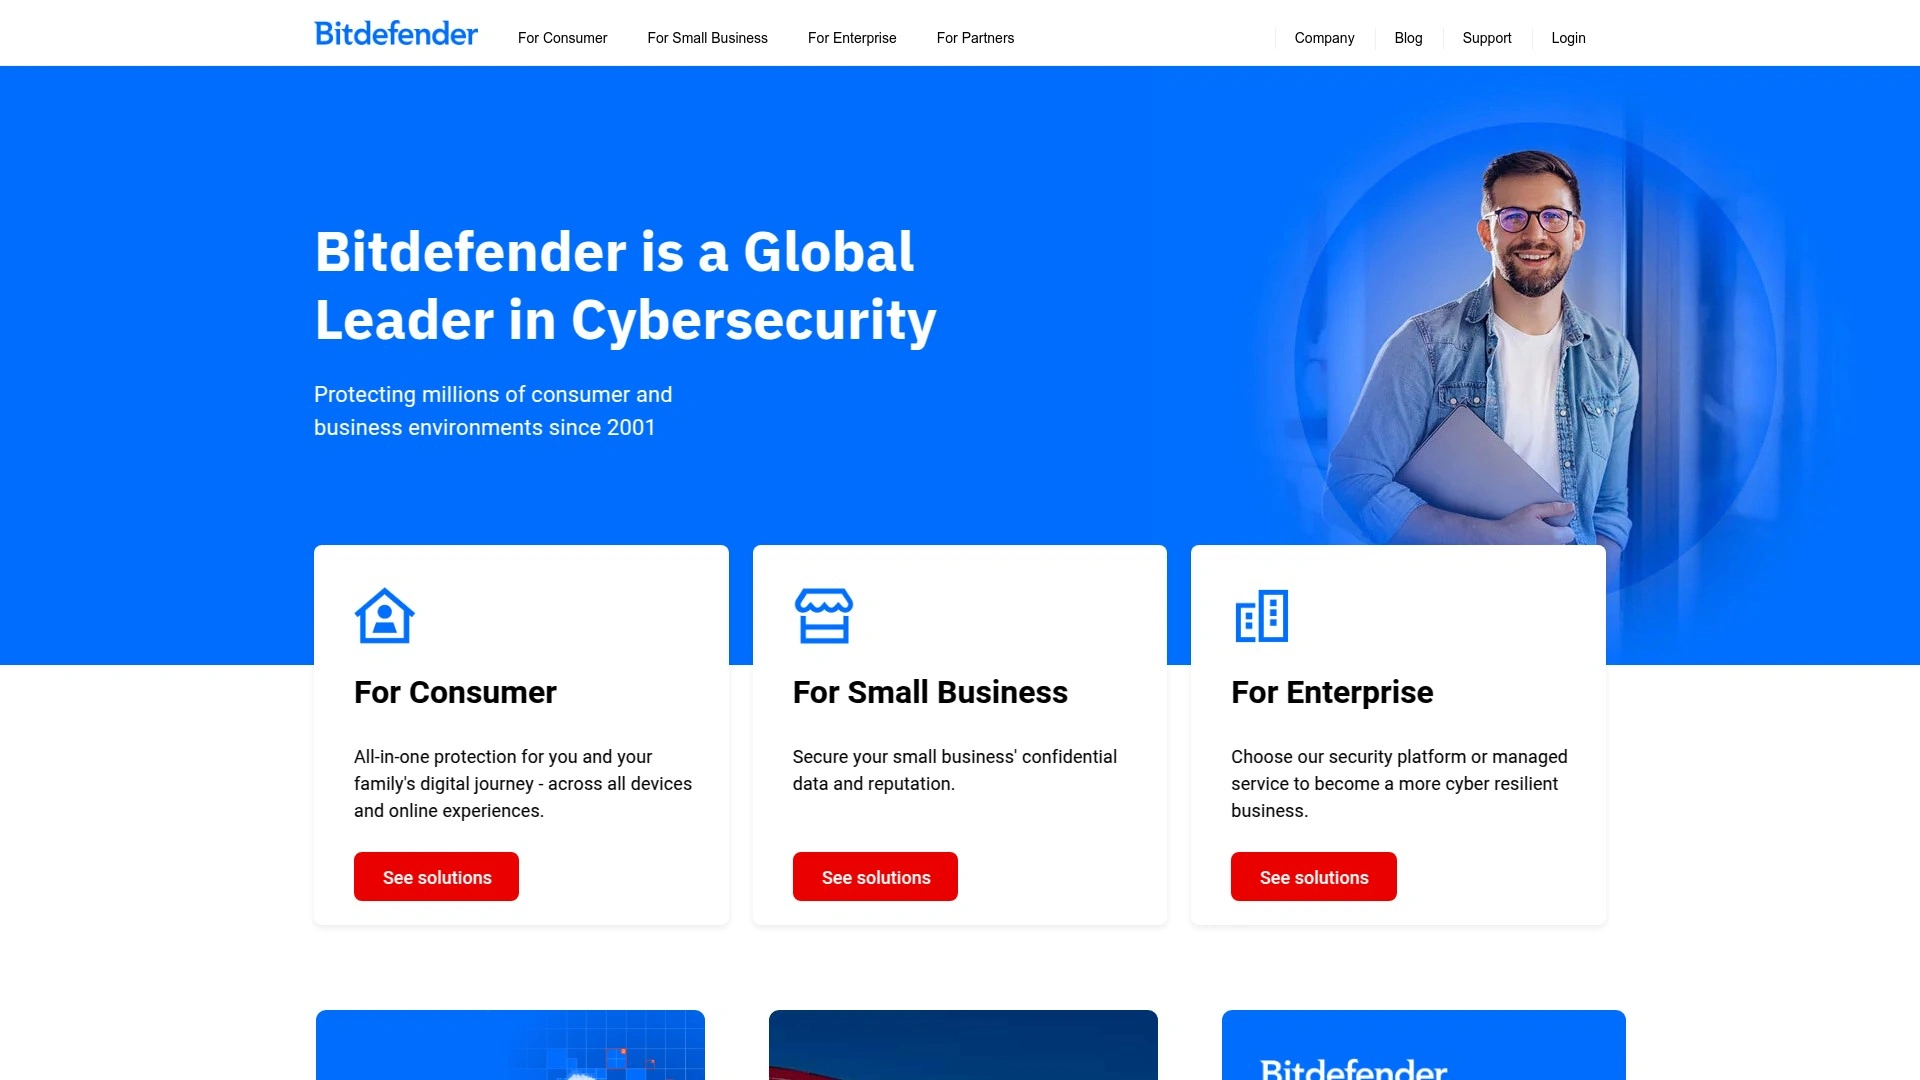 Bitdefender
For Consumer
For Small Business
For Enterprise
For Partners
Company
Blog
Support
Login
Bitdefender is a Global
Leader in Cybersecurity
Protecting millions of consumer and
business environments since 2001
For Consumer
All-in-one protection for you and your
family's digital journey - across all devices
and online experiences.
See solutions
For Small Business
Secure your small business' confidential
data and reputation.
See solutions
For Enterprise
Choose our security platform or managed
service to become a more cyber resilient
business.
See solutions
Bitdefender